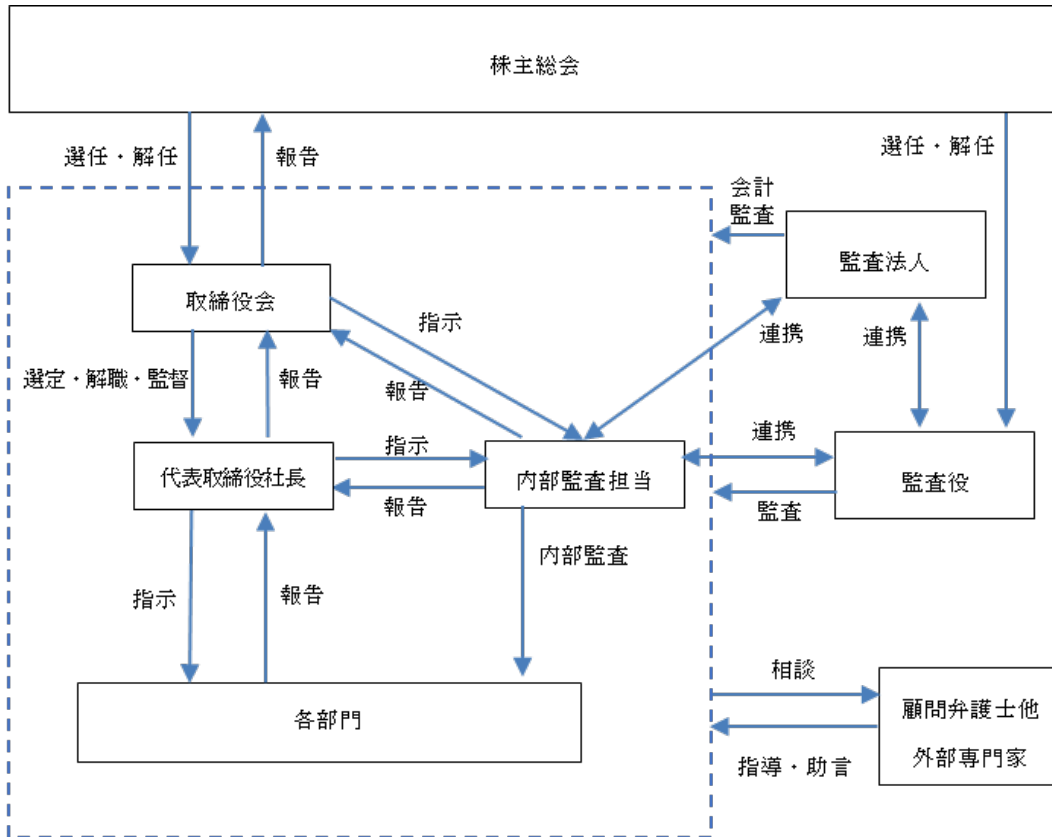 株主総会
選任・解任
報告
選任・解任
会計
監査
監査法人
取締役会
指示
連携
連携
選定・解職・監督
報告
報告
代表取締役社長
指示
報告
内部監査担当
連携
監査
監査役
内部監査
指示
報告
各部門
相談
指導・助言
顧問弁護士他
外部専門家